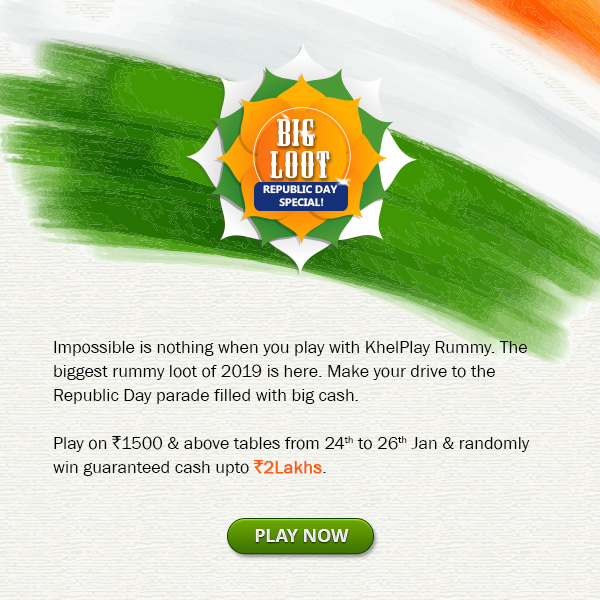 BIG
LOOT
REPUBLIC DAY
SPECIAL!
Impossible is nothing when you play with KhelPlay Rummy. The
biggest rummy loot of 2019 is here. Make your drive to the
Republic Day parade filled with big cash.
Play on ₹1500 & above tables from 24th to 26th Jan & randomly
win guaranteed cash upto ₹2Lakhs.
PLAY NOW